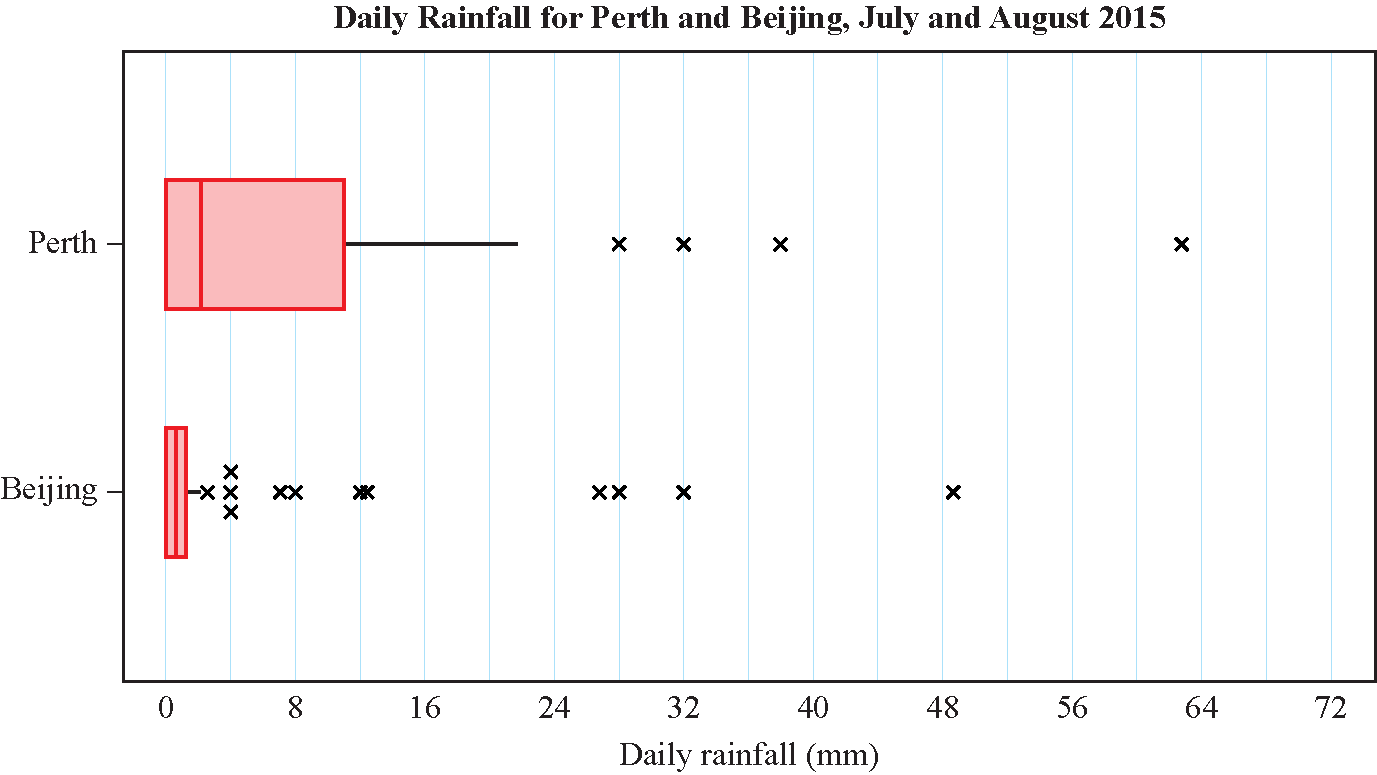 Daily Rainfall for Perth and Beijing, July and August 2015
Perth
Beijing
0 8 16 24 32 40 48 56 64 72
Daily rainfall (mm)